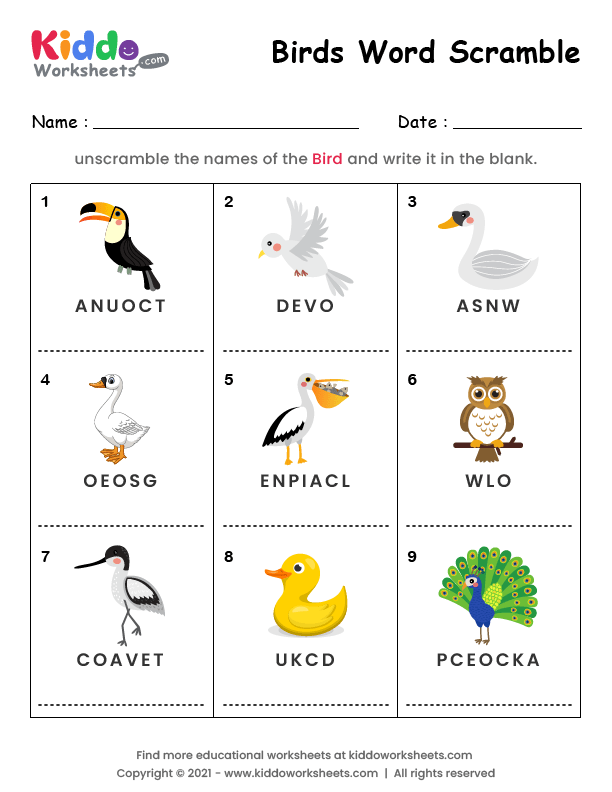 Kiddo
Worksheets.com
Birds Word Scramble
Name :
Date :
unscramble the names of the Bird and write it in the blank.
1
2
3
ANUOCT
DEVO
ASNW
4
5
6
OEOSG
ENPIACL
WLO
7
8
9
COAVET
UKCD
PCEOCKA
Find more educational worksheets at kiddoworksheets.com
Copyright © 2021 - www.kiddoworksheets.com | All rights reserved